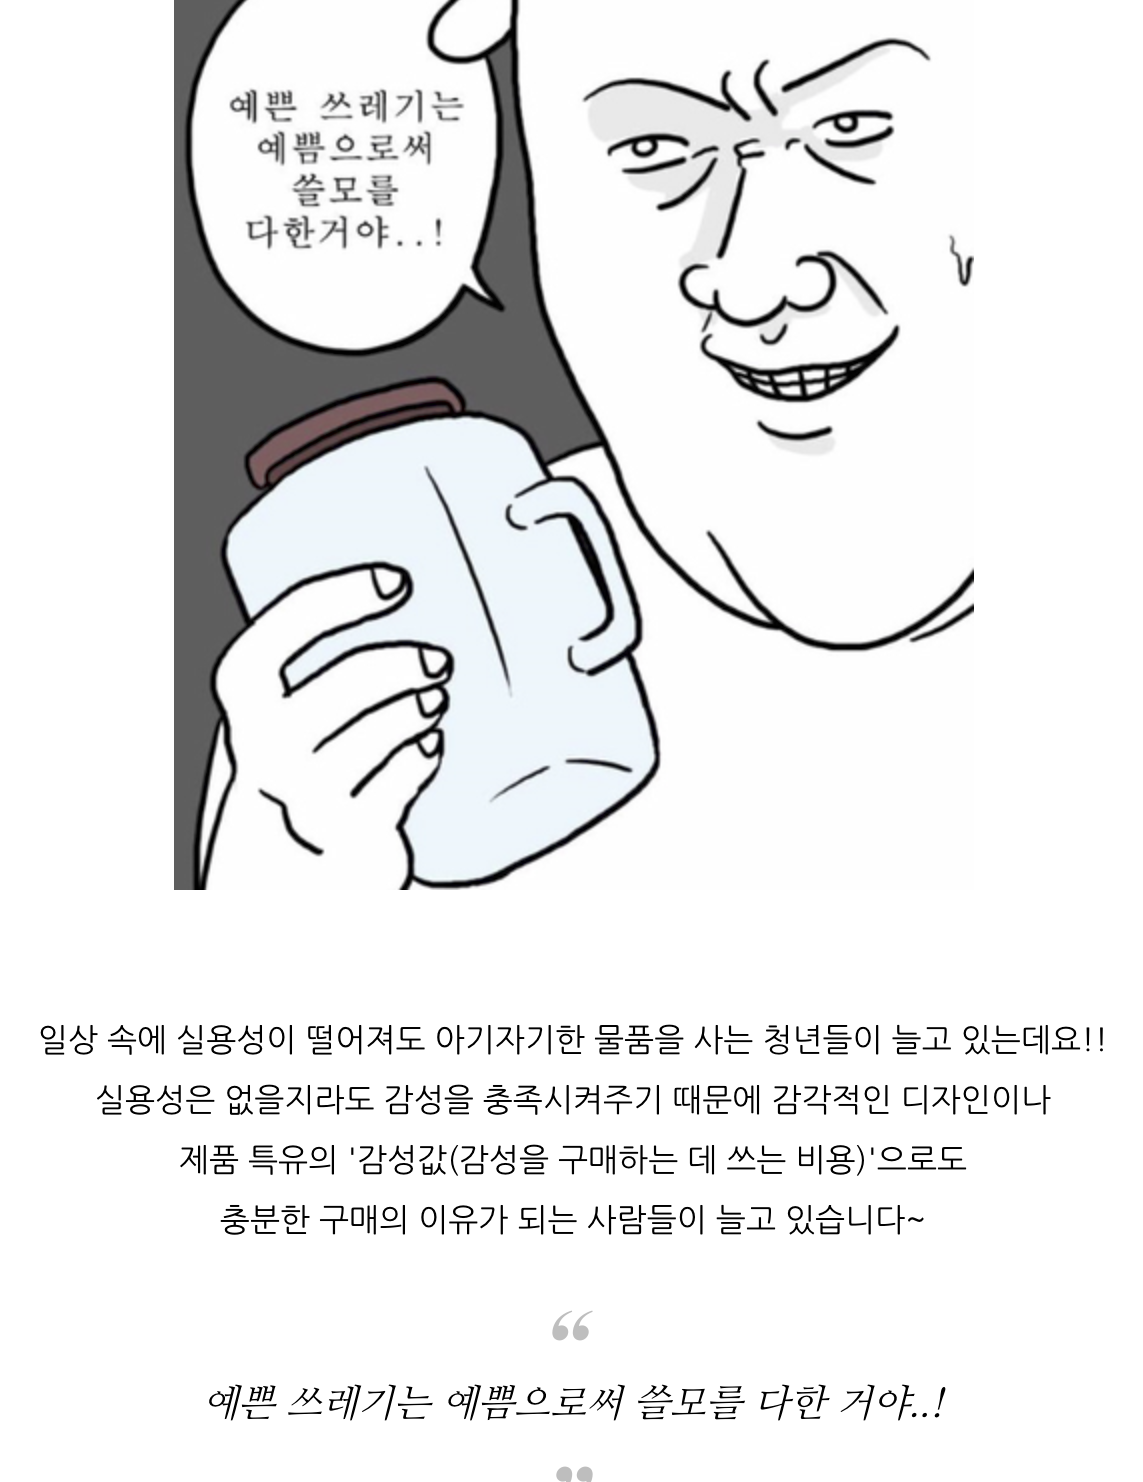 예쁜 쓰레기는
예쁨으로써
쓸모를
다한거야..!
일상 속에 실용성이 떨어져도 아기자기한 물품을 사는 청년들이 늘고 있는데요!!
실용성은 없을지라도 감성을 충족시켜주기 때문에 감각적인 디자인이나
제품 특유의 '감성값(감성을 구매하는 데 쓰는 비용)'으로도
충분한 구매의 이유가 되는 사람들이 늘고 있습니다~
“
예쁜 쓰레기는 예쁨으로써 쓸모를 다한 거야..!
”